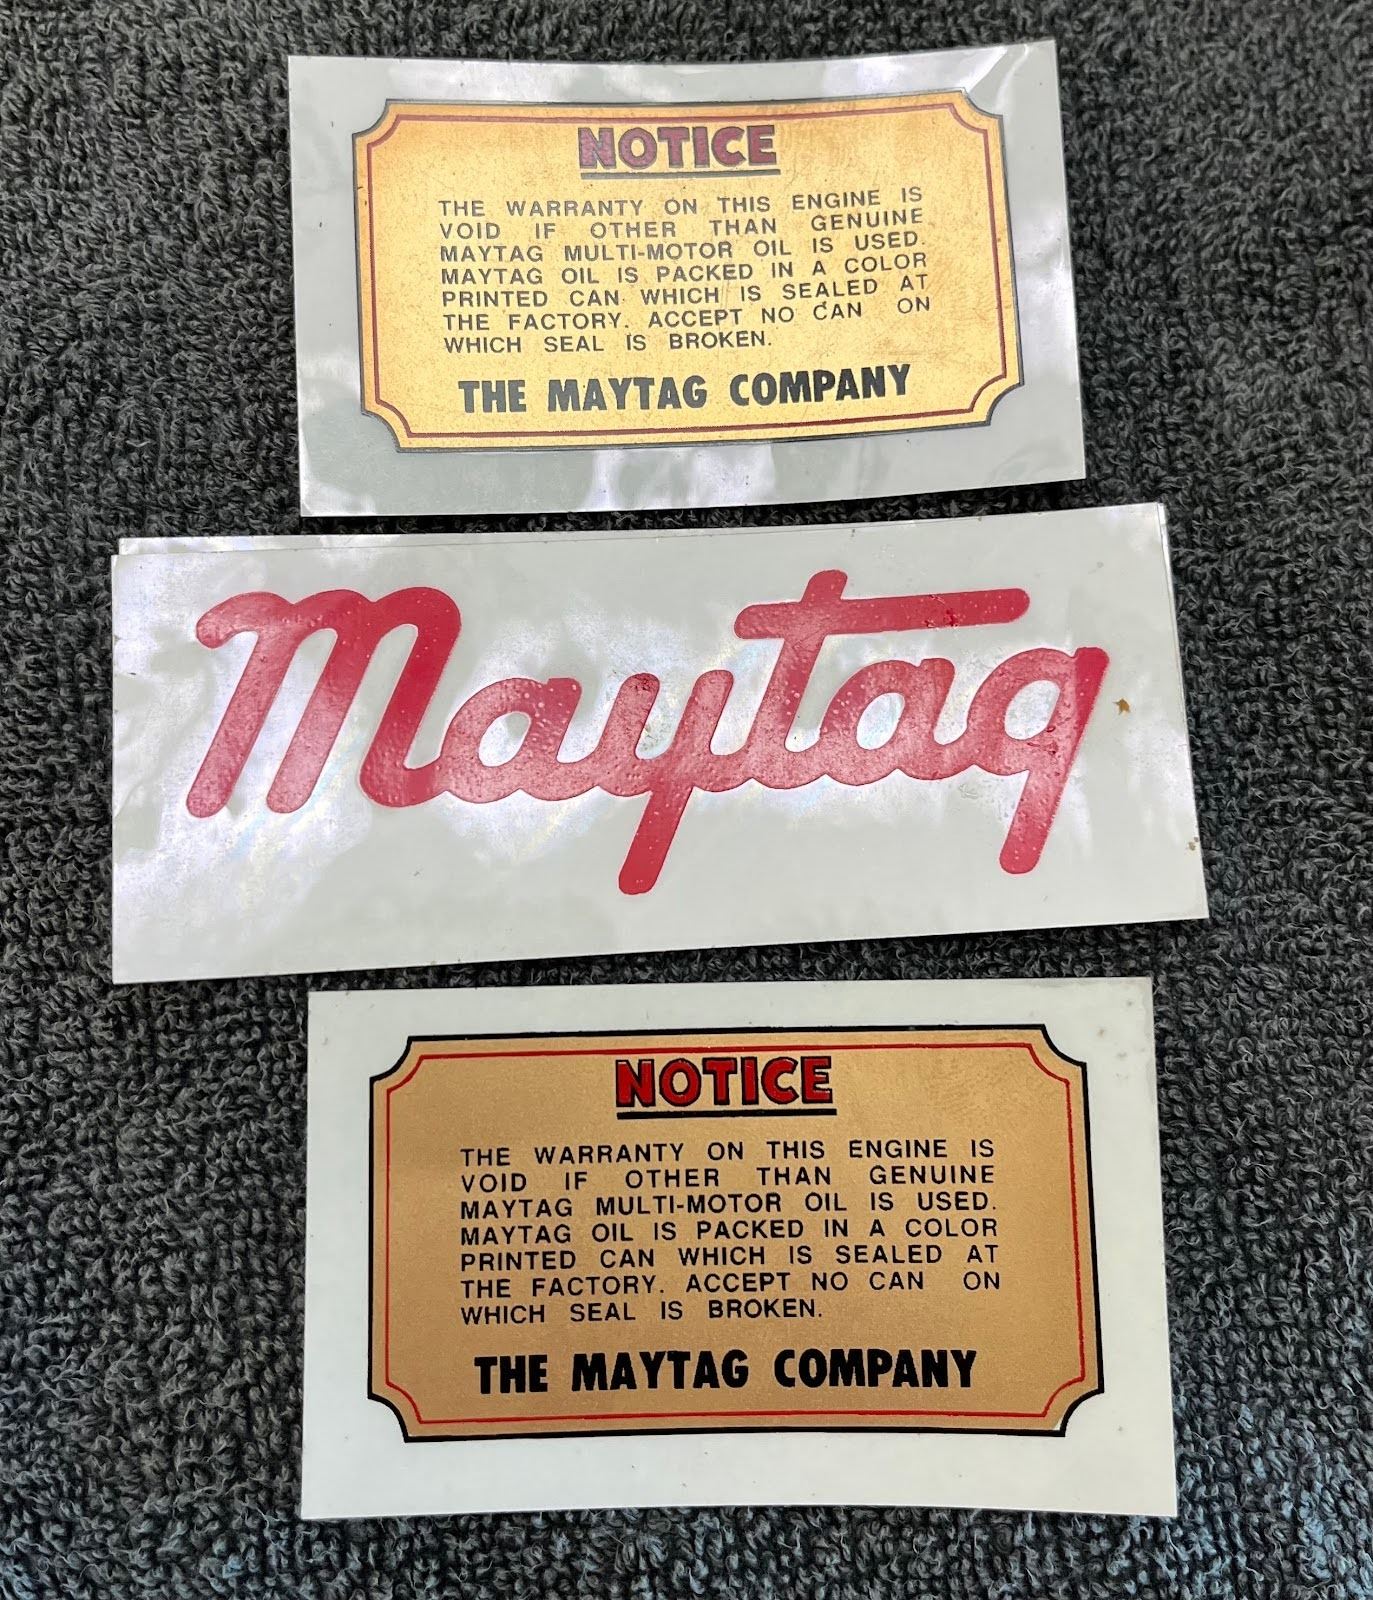 NOTICE
THE WARRANTY ON THIS ENGINE IS
VOID IF OTHER THAN GENUINE
MAYTAG MULTI-MOTOR OIL IS USED.
MAYTAG OIL IS PACKED IN A COLOR
PRINTED CAN WHICH IS SEALED AT
THE FACTORY. ACCEPT NO CAN ON
WHICH SEAL IS BROKEN.
THE MAYTAG COMPANY
Maytag
NOTICE
THE WARRANTY ON THIS ENGINE IS
VOID IF OTHER THAN GENUINE
MAYTAG MULTI-MOTOR OIL IS USED.
MAYTAG OIL IS PACKED IN A COLOR
PRINTED CAN WHICH IS SEALED AT
THE FACTORY. ACCEPT NO CAN ON
WHICH SEAL IS BROKEN.
THE MAYTAG COMPANY